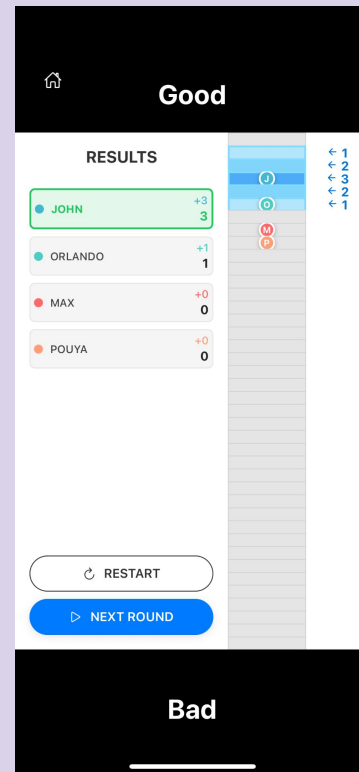 Good
RESULTS
JOHN +3 3
ORLANDO +1 1
MAX +0 0
POUYA +0 0
J
O
M
P
← 1
← 2
← 3
← 2
← 1
RESTART
NEXT ROUND
Bad